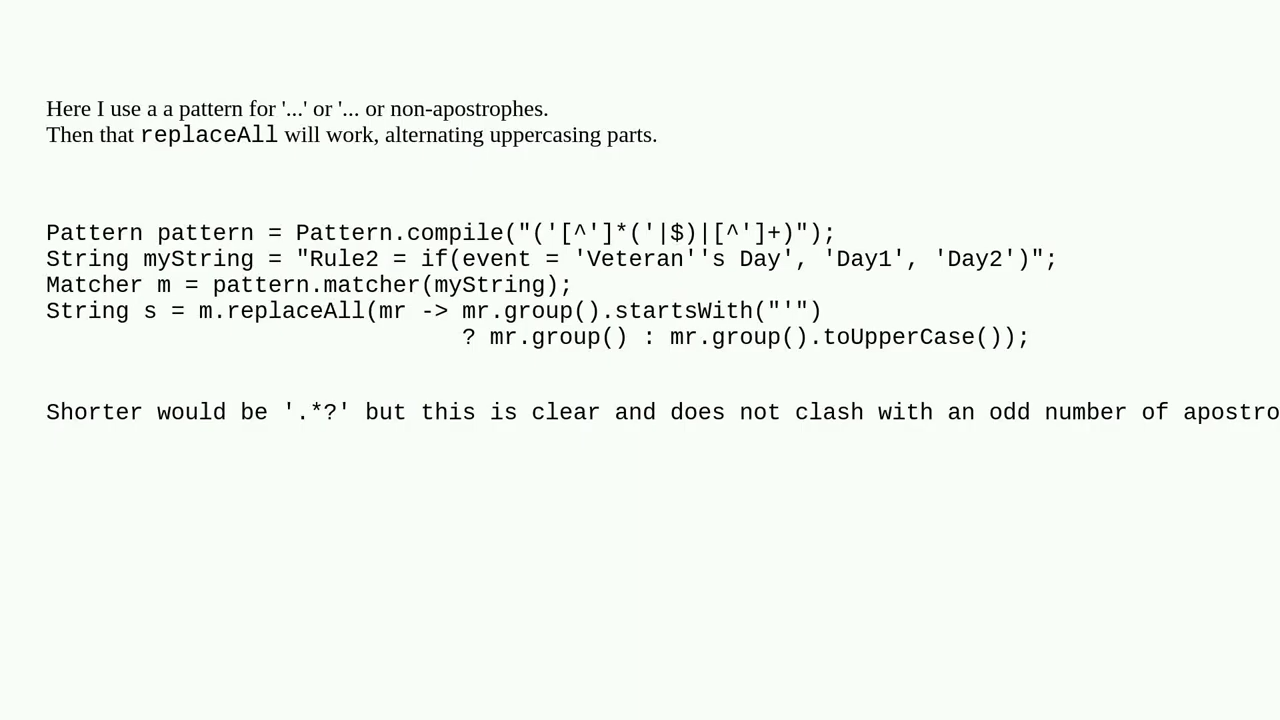 Here I use a a pattern for '...' or '... or non-apostrophes.
Then that replaceAll will work, alternating uppercasing parts.
Pattern pattern = Pattern.compile("('[^']*('|$)|[^']+)");
String myString = "Rule2 = if(event = 'Veteran''s Day', 'Day1', 'Day2')";
Matcher m = pattern.matcher(myString);
String s = m.replaceAll(mr -> mr.group().startsWith("'")
? mr.group() : mr.group().toUpperCase());
Shorter would be '.*?' but this is clear and does not clash with an odd number of apostro